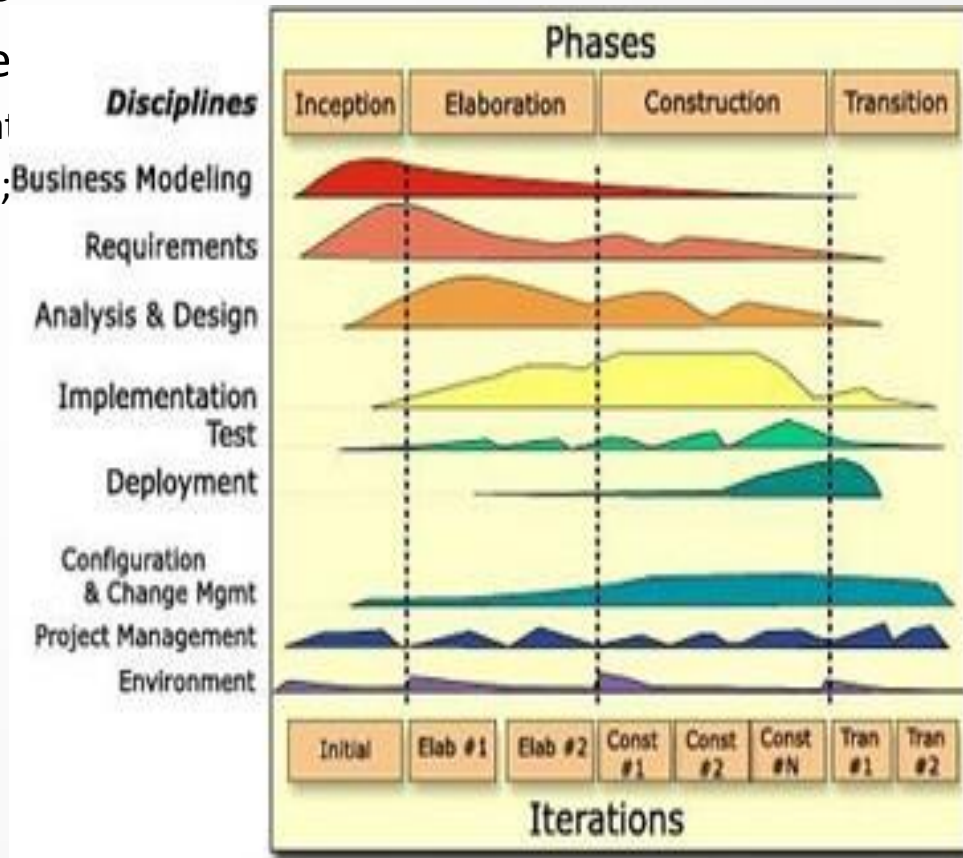 Phases
Disciplines Inception Elaboration Construction Transition
Business Modeling
Requirements
Analysis & Design
Implementation
Test
Deployment
Configuration
& Change Mgmt
Project Management
Environment
Initial Elab #1 Elab #2 Const #1 Const #2 Const #N Tran #1 Tran #2
Iterations